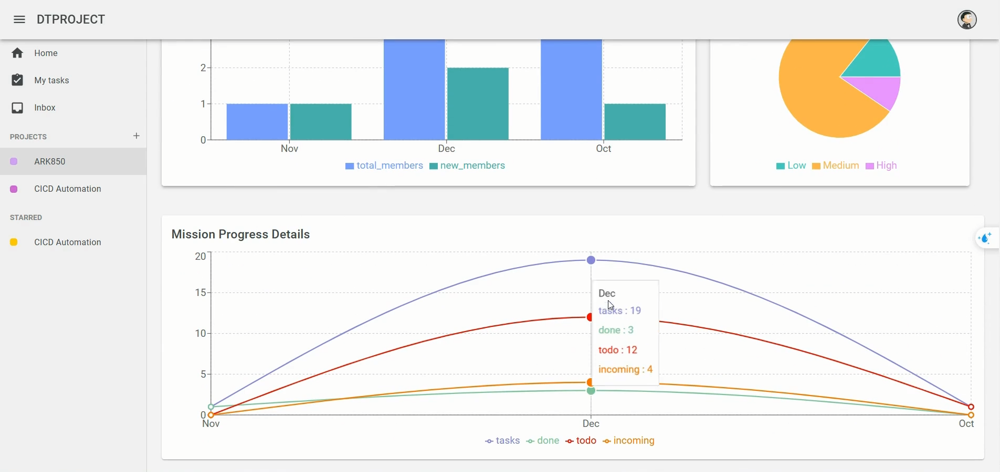 DTPROJECT
Home
My tasks
Inbox
PROJECTS +
ARK850
CICD Automation
STARRED
CICD Automation
2
1
0
Nov Dec Oct
total_members new_members
Low Medium High
Mission Progress Details
20
15
10
5
0
Dec
tasks : 19
done : 3
todo : 12
incoming : 4
Nov Dec Oct
tasks done todo incoming